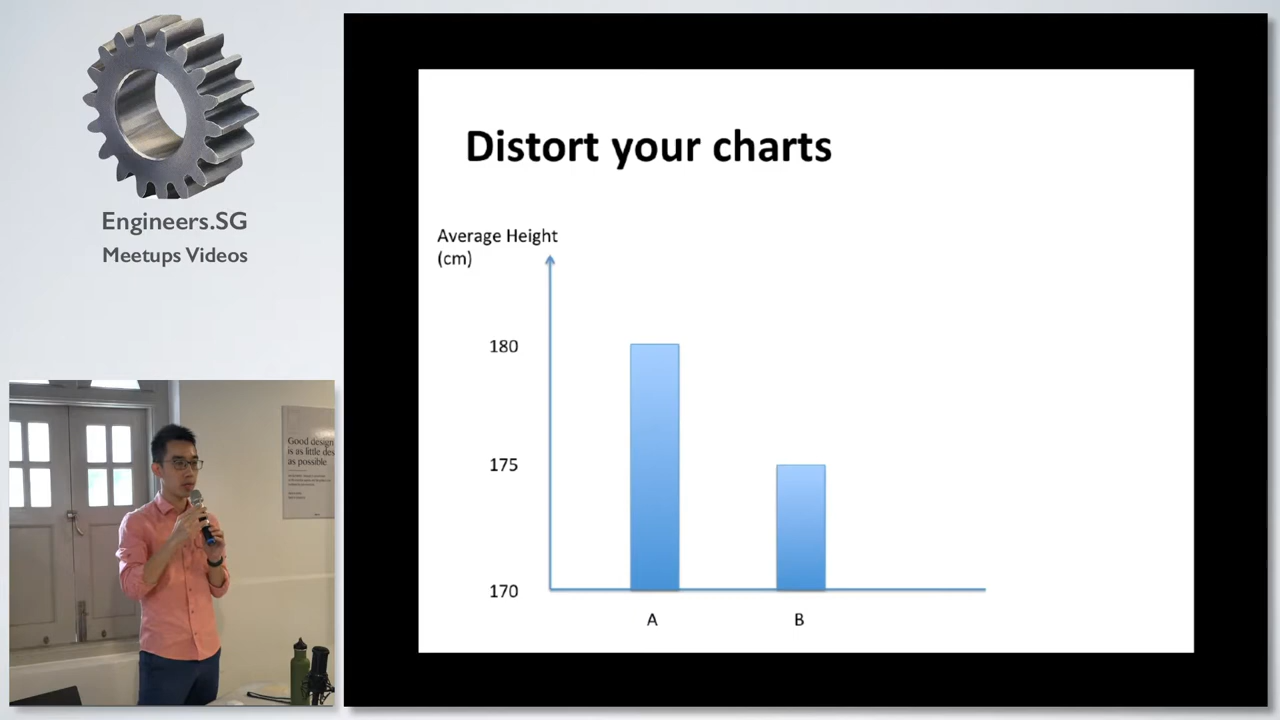 Engineers.SG
Meetups Videos
Distort your charts
Average Height
(cm)
180
175
170
A
B
Good design
is as little des
as possible